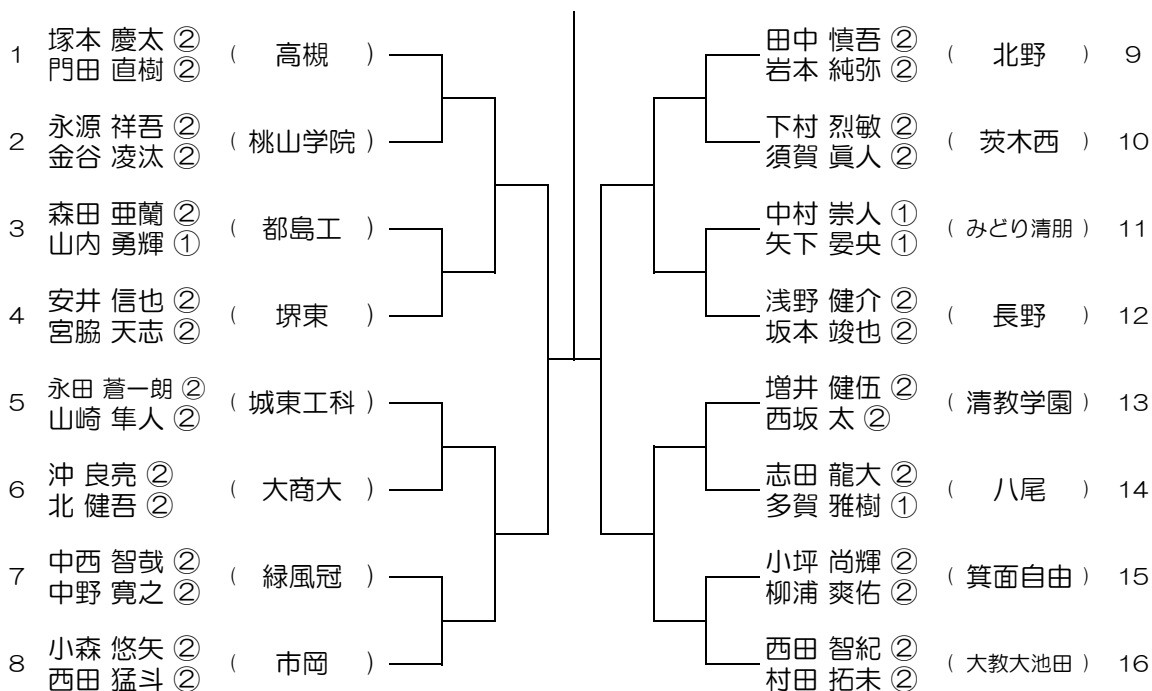 1 塚本 慶太 ② ( 高槻 )
門田 直樹 ②
2 永源 祥吾 ② ( 桃山学院 )
金谷 凌汰 ②
3 森田 亜蘭 ② ( 都島工 )
山内 勇輝 ①
4 安井 信也 ② ( 堺東 )
宮脇 天志 ②
5 永田 蒼一朗 ② ( 城東工科 )
山崎 隼人 ②
6 沖 良亮 ② ( 大商大 )
北 健吾 ②
7 中西 智哉 ② ( 緑風冠 )
中野 寛之 ②
8 小森 悠矢 ② ( 市岡 )
西田 猛斗 ②
田中 慎吾 ② ( 北野 ) 9
岩本 純弥 ②
下村 烈敏 ② ( 茨木西 ) 10
須賀 眞人 ②
中村 崇人 ① ( みどり清朋 ) 11
矢下 晏央 ①
浅野 健介 ② ( 長野 ) 12
坂本 竣也 ②
増井 健伍 ② ( 清教学園 ) 13
西坂 太 ②
志田 龍大 ② ( 八尾 ) 14
多賀 雅樹 ①
小坪 尚輝 ② ( 箕面自由 ) 15
柳浦 爽佑 ②
西田 智紀 ② ( 大教大池田 ) 16
村田 拓未 ②